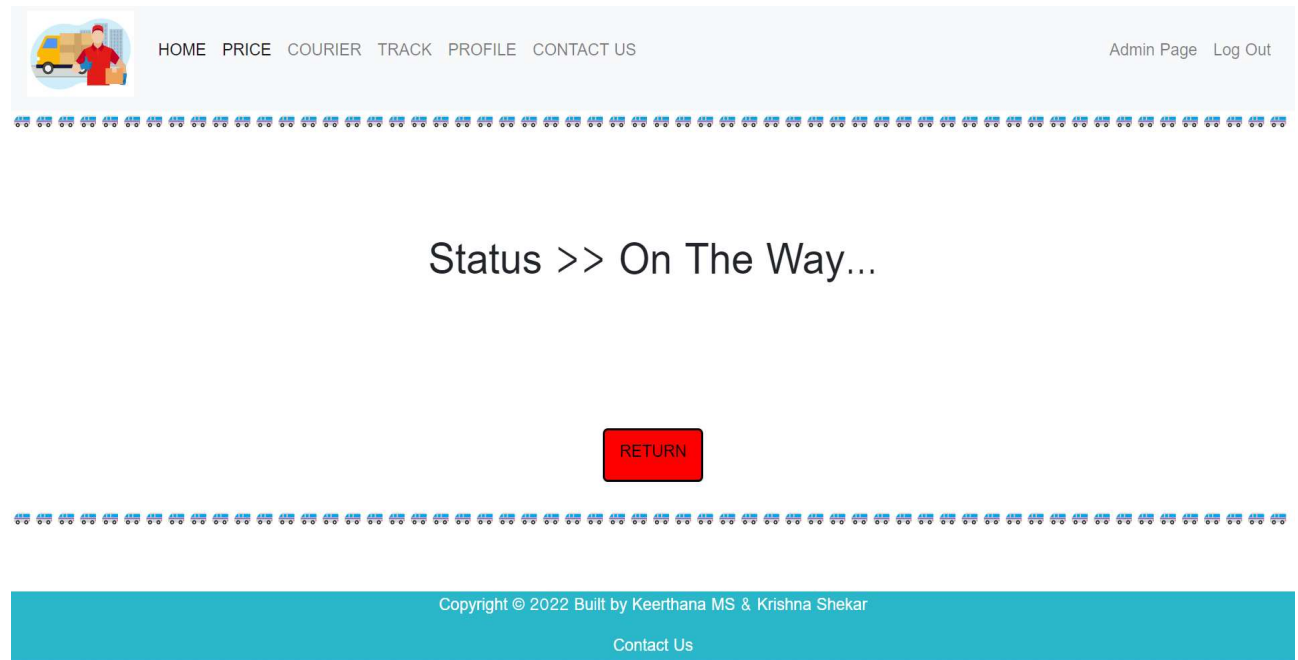 HOME PRICE COURIER TRACK PROFILE CONTACT US Admin Page Log Out
Status >> On The Way...
RETURN
Copyright © 2022 Built by Keerthana MS & Krishna Shekar
Contact Us